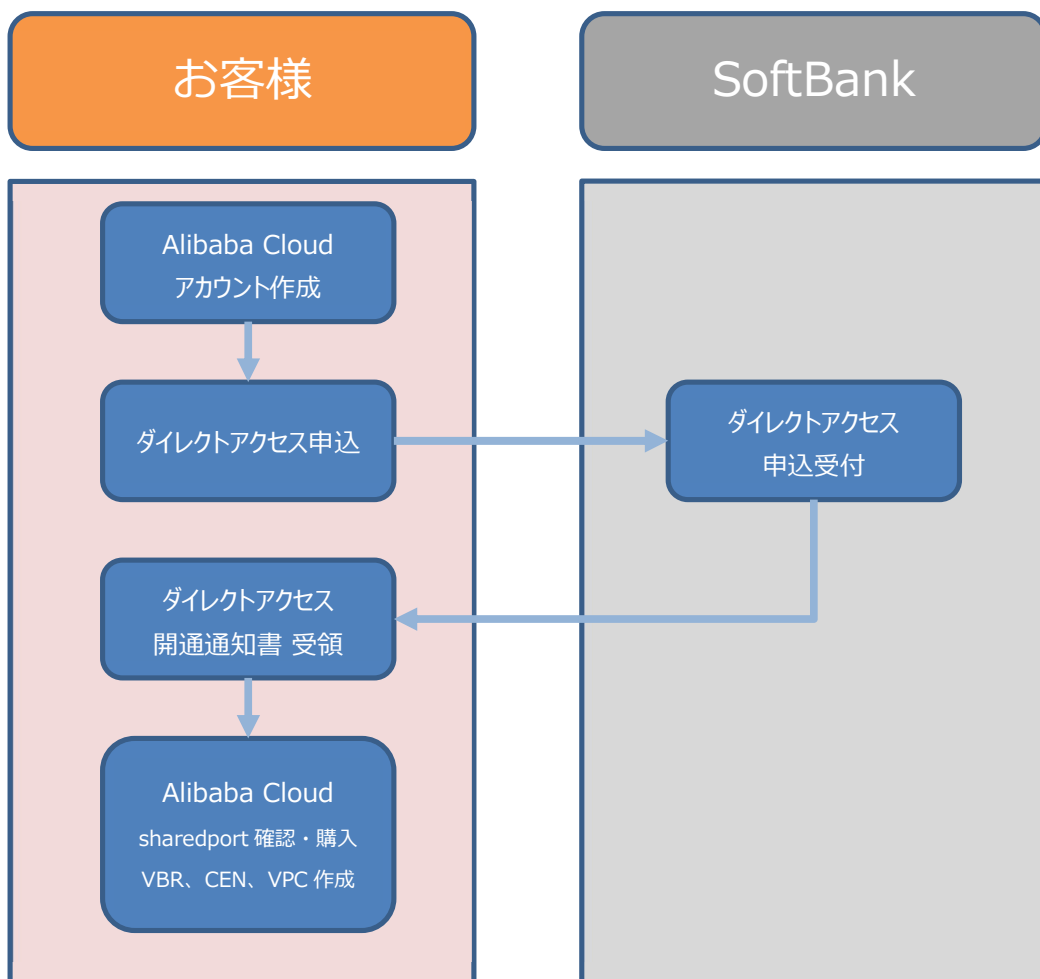 お客様
SoftBank
Alibaba Cloud
アカウント作成
ダイレクトアクセス申込
ダイレクトアクセス
申込受付
ダイレクトアクセス
開通通知書 受領
Alibaba Cloud
sharedport 確認・購入
VBR、CEN、VPC 作成